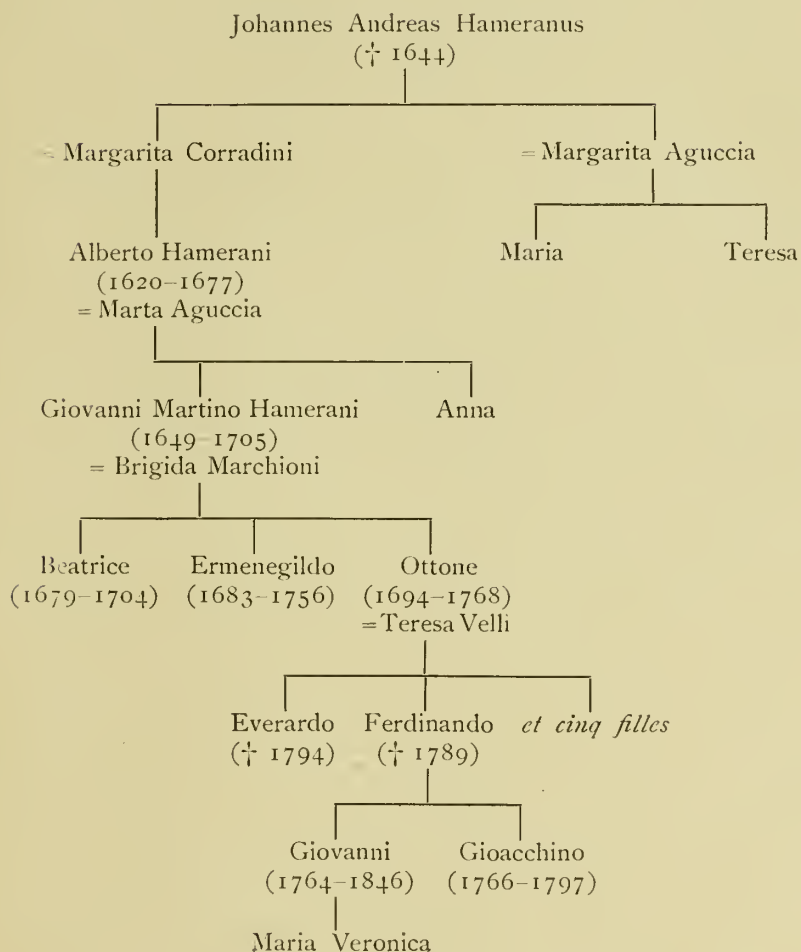 Johannes Andreas Hameranus
(† 1644)
= Margarita Corradini = Margarita Aguccia
Alberto Hamerani Maria Teresa
(1620–1677)
= Marta Aguccia
Giovanni Martino Hamerani Anna
(1649–1705)
= Brigida Marchioni
Beatrice Ermenegildo Ottone
(1679–1704) (1683–1756) (1694–1768)
=Teresa Velli
Everardo Ferdinando et cinq filles
(† 1794) († 1789)
Giovanni Gioacchino
(1764–1846) (1766–1797)
Maria Veronica